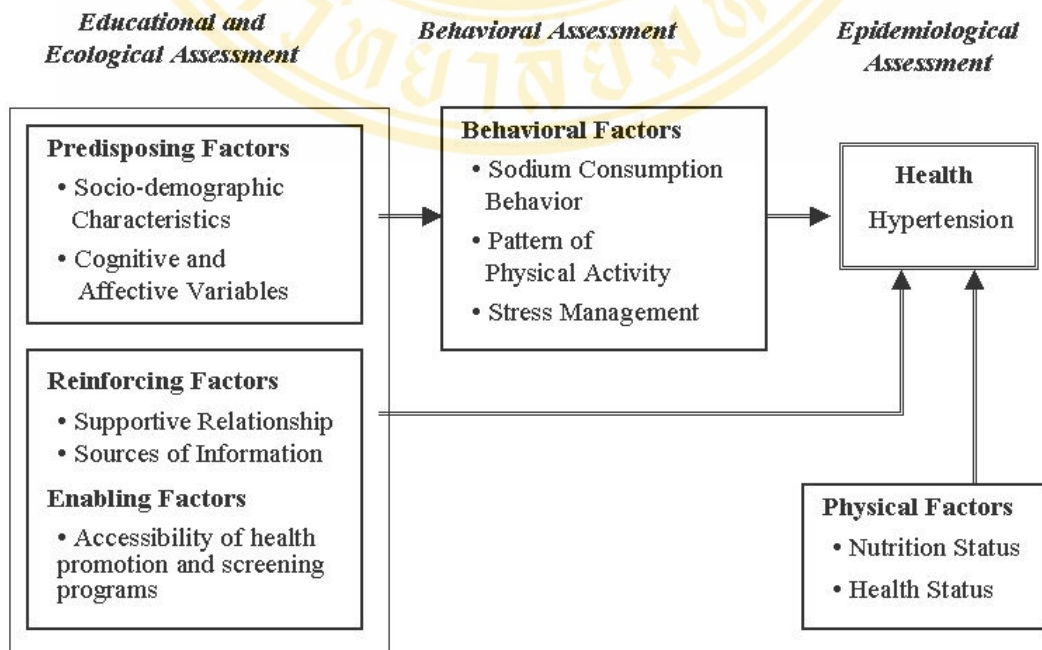 Educational and
Ecological Assessment
Behavioral Assessment
Epidemiological
Assessment
Predisposing Factors
• Socio-demographic
Characteristics
• Cognitive and
Affective Variables
Reinforcing Factors
• Supportive Relationship
• Sources of Information
Enabling Factors
• Accessibility of health
promotion and screening
programs
Behavioral Factors
• Sodium Consumption
Behavior
• Pattern of
Physical Activity
• Stress Management
Health
Hypertension
Physical Factors
• Nutrition Status
• Health Status